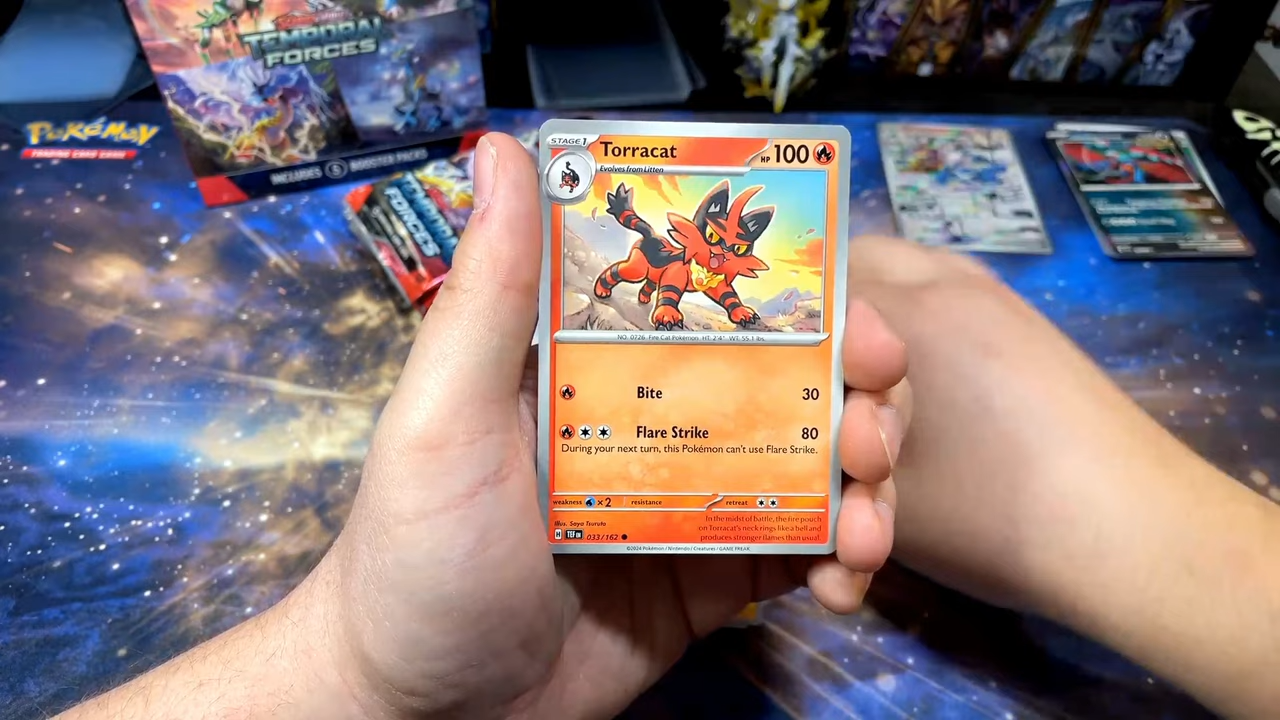 TEMPORAL
FORCES
INCLUDES 5 BOOSTER PACKS
POKéMON
TRADING CARD GAME
FORCES
STAGE 1
Torracat
HP 100
Evolves from Litten
NO. 0726 Fire Cat Pokémon HT: 2'4" WT: 55.1 lbs.
Bite 30
Flare Strike 80
During your next turn, this Pokémon can't use Flare Strike.
weakness ×2 resistance retreat
Illus. Saya Tsuruta
H TEF EN 033/162
In the midst of battle, the fire pouch
on Torracat's neck rings like a bell and
produces stronger flames than usual.
©2024 Pokémon / Nintendo / Creatures / GAME FREAK